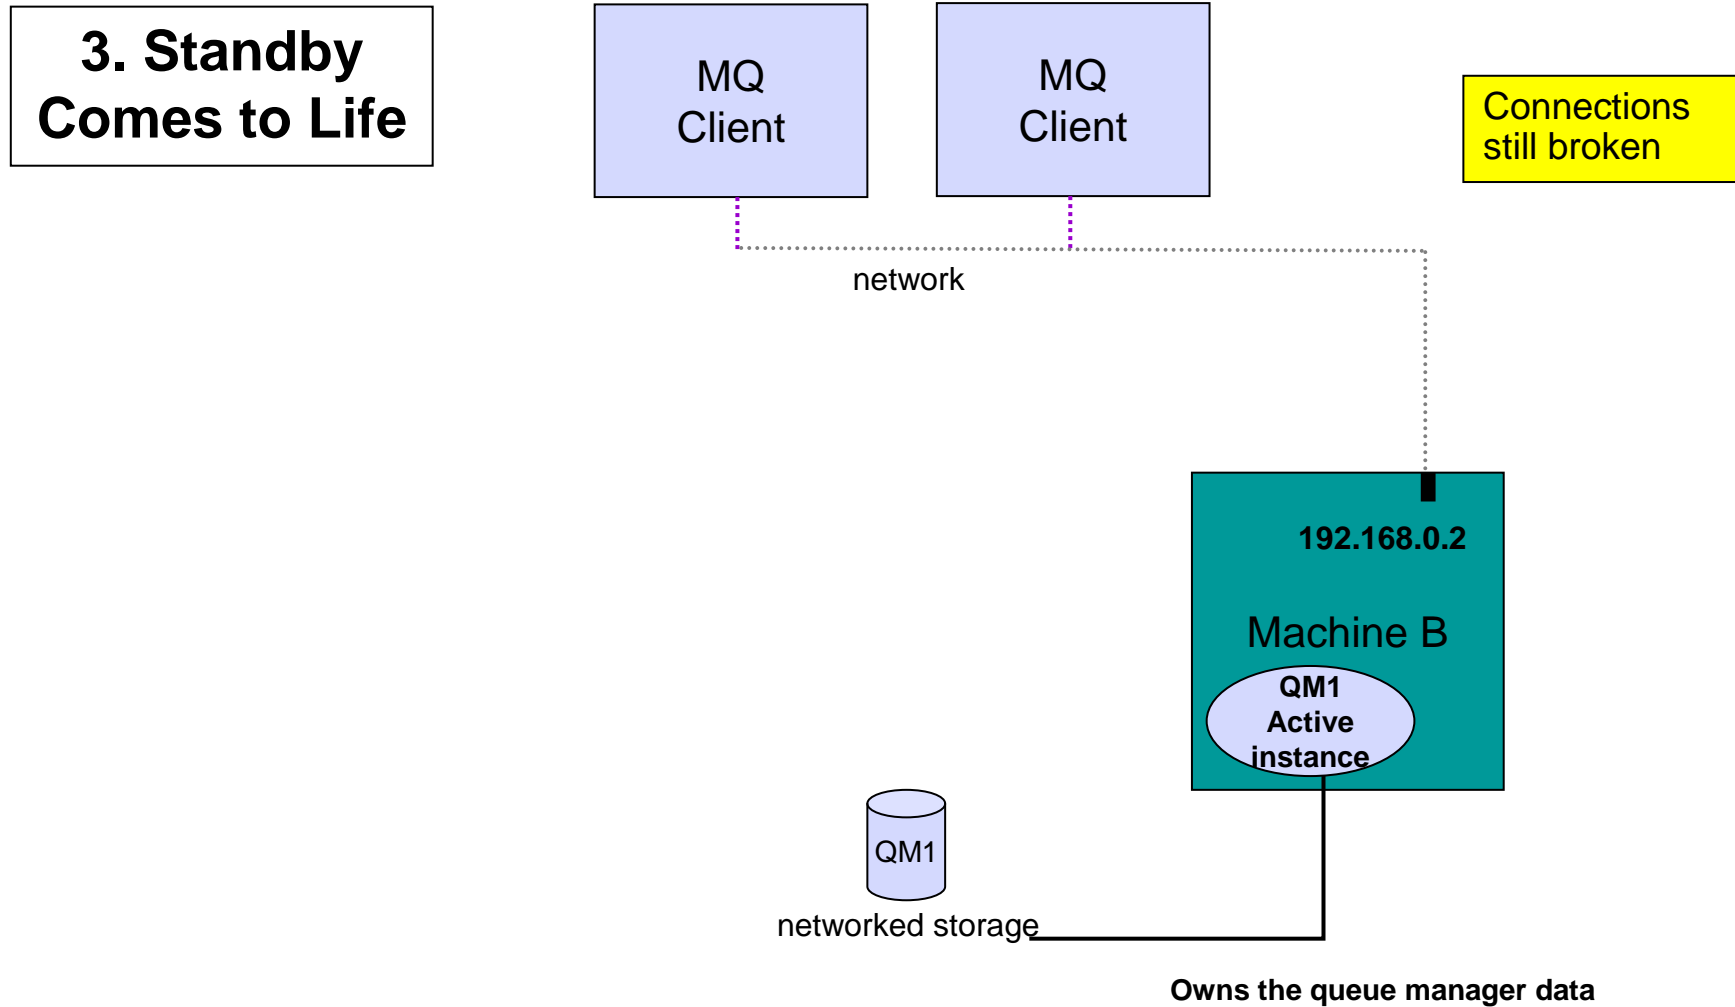 3. Standby
Comes to Life
MQ
Client
MQ
Client
Connections
still broken
network
192.168.0.2
Machine B
QM1
Active
instance
QM1
networked storage
Owns the queue manager data